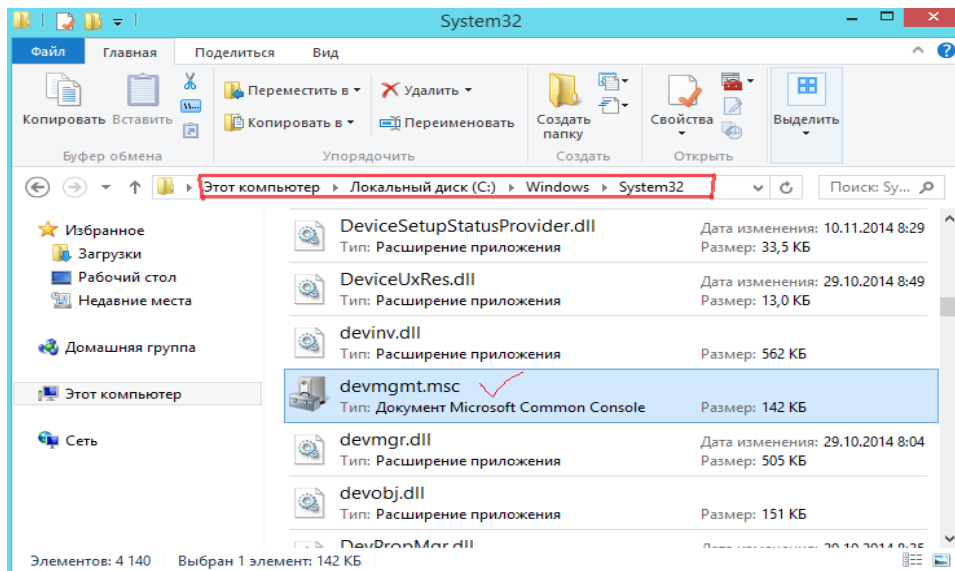 System32
Файл Главная Поделиться Вид
Копировать Вставить
Переместить в Удалить
Копировать в Переименовать
Создать папку
Свойства
Выделить
Буфер обмена Упорядочить Создать Открыть
Этот компьютер Локальный диск (C:) Windows System32 Поиск: Sy...
Избранное
Загрузки
Рабочий стол
Недавние места
Домашняя группа
Этот компьютер
Сеть
DeviceSetupStatusProvider.dll Дата изменения: 10.11.2014 8:29
Тип: Расширение приложения Размер: 33,5 КБ
DeviceUxRes.dll Дата изменения: 29.10.2014 8:49
Тип: Расширение приложения Размер: 13,0 КБ
devinv.dll
Тип: Расширение приложения Размер: 562 КБ
devmgmt.msc
Тип: Документ Microsoft Common Console Размер: 142 КБ
devmgr.dll Дата изменения: 29.10.2014 8:04
Тип: Расширение приложения Размер: 505 КБ
devobj.dll
Тип: Расширение приложения Размер: 151 КБ
DevPropMgr.dll
Элементов: 4 140 Выбран 1 элемент: 142 КБ